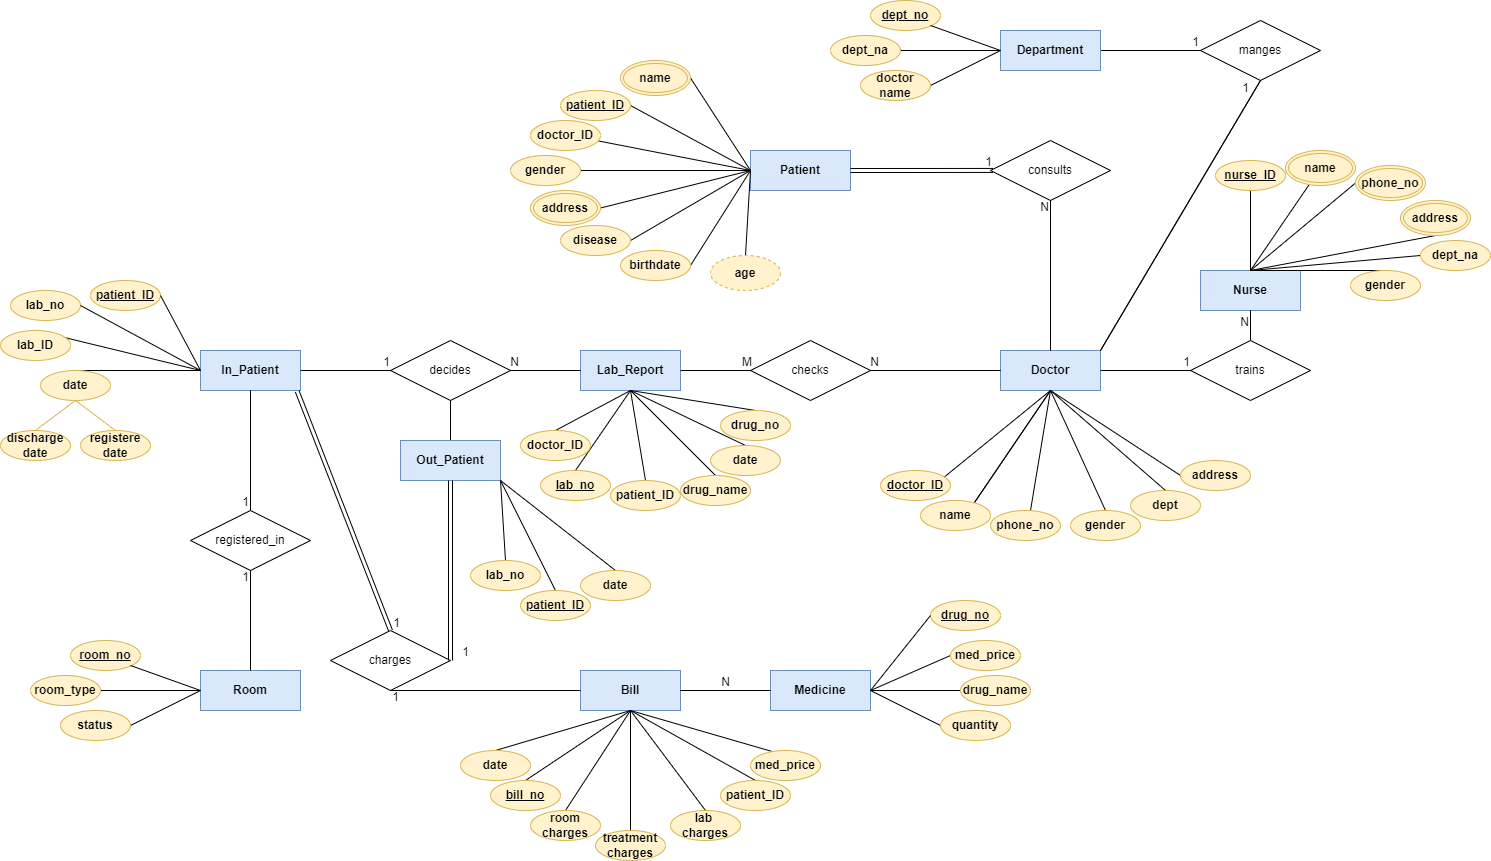 dept_no
dept_na
doctor
name
Department
1
manges
1
name
patient_ID
doctor_ID
gender
address
disease
birthdate
age
Patient
1
consults
N
nurse_ID
name
phone_no
address
dept_na
gender
Nurse
N
trains
1
patient_ID
lab_no
lab_ID
date
discharge
date
registere
date
In_Patient
1
decides
N
Lab_Report
M
checks
N
Doctor
Out_Patient
doctor_ID
lab_no
patient_ID
drug_name
date
drug_no
doctor_ID
name
phone_no
gender
dept
address
1
registered_in
1
lab_no
patient_ID
date
1
charges
1
1
room_no
room_type
status
Room
Bill
N
Medicine
drug_no
med_price
drug_name
quantity
date
bill_no
room
charges
treatment
charges
lab
charges
patient_ID
med_price